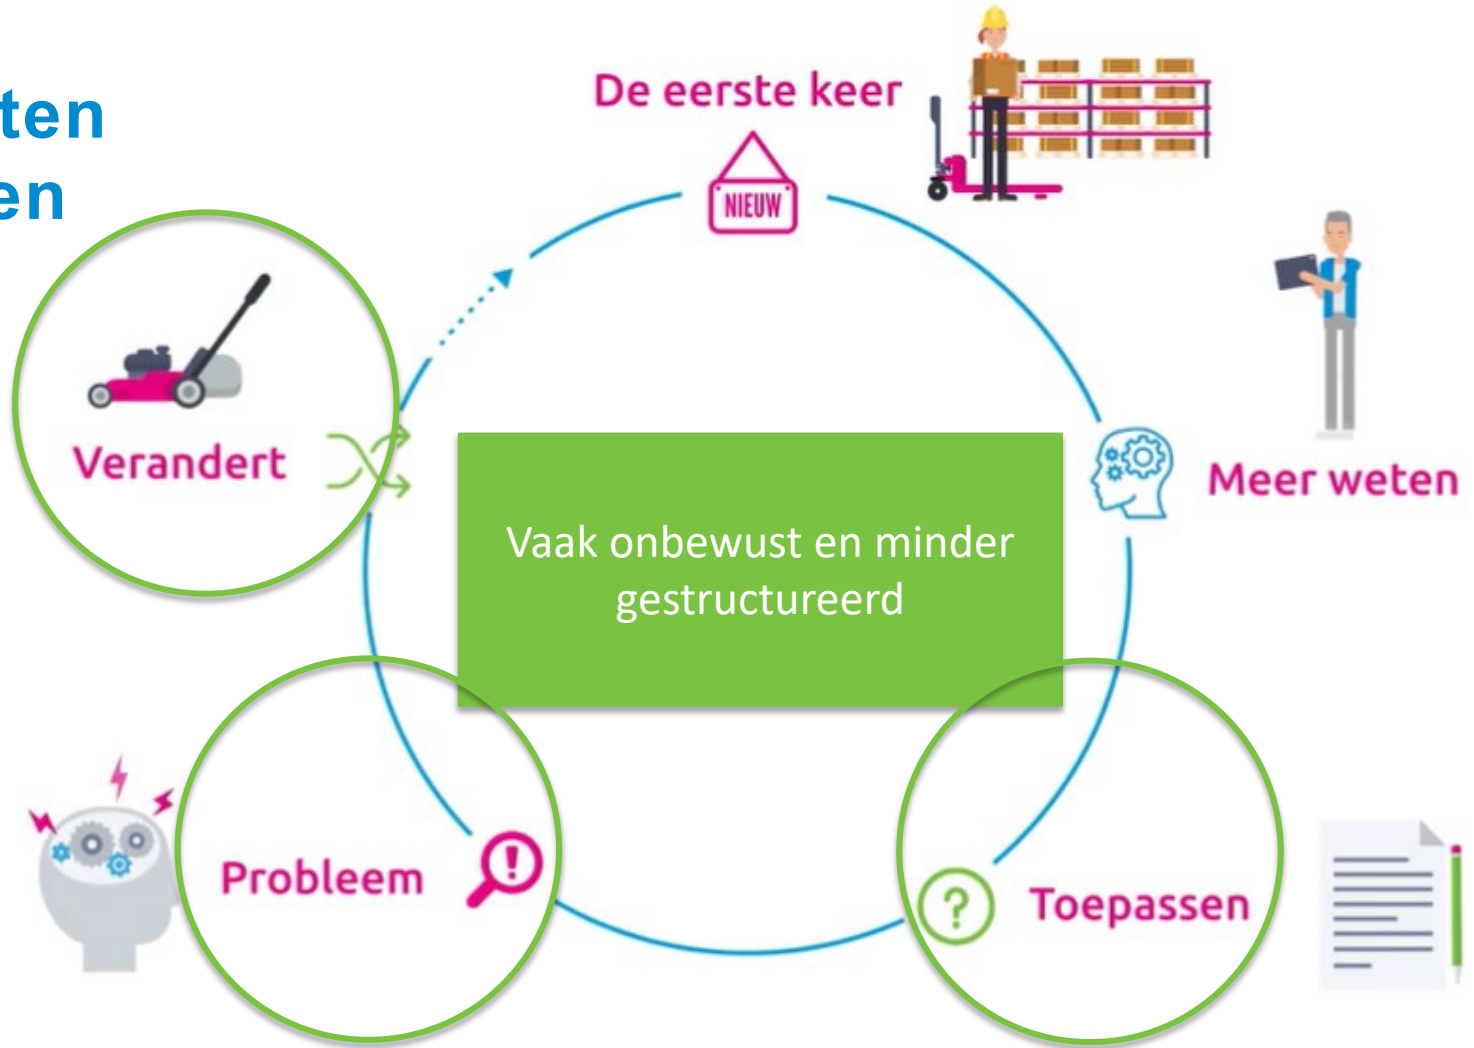 ten
en
De eerste keer
NIEUW
Verandert
Meer weten
Vaak onbewust en minder
gestructureerd
Probleem
Toepassen